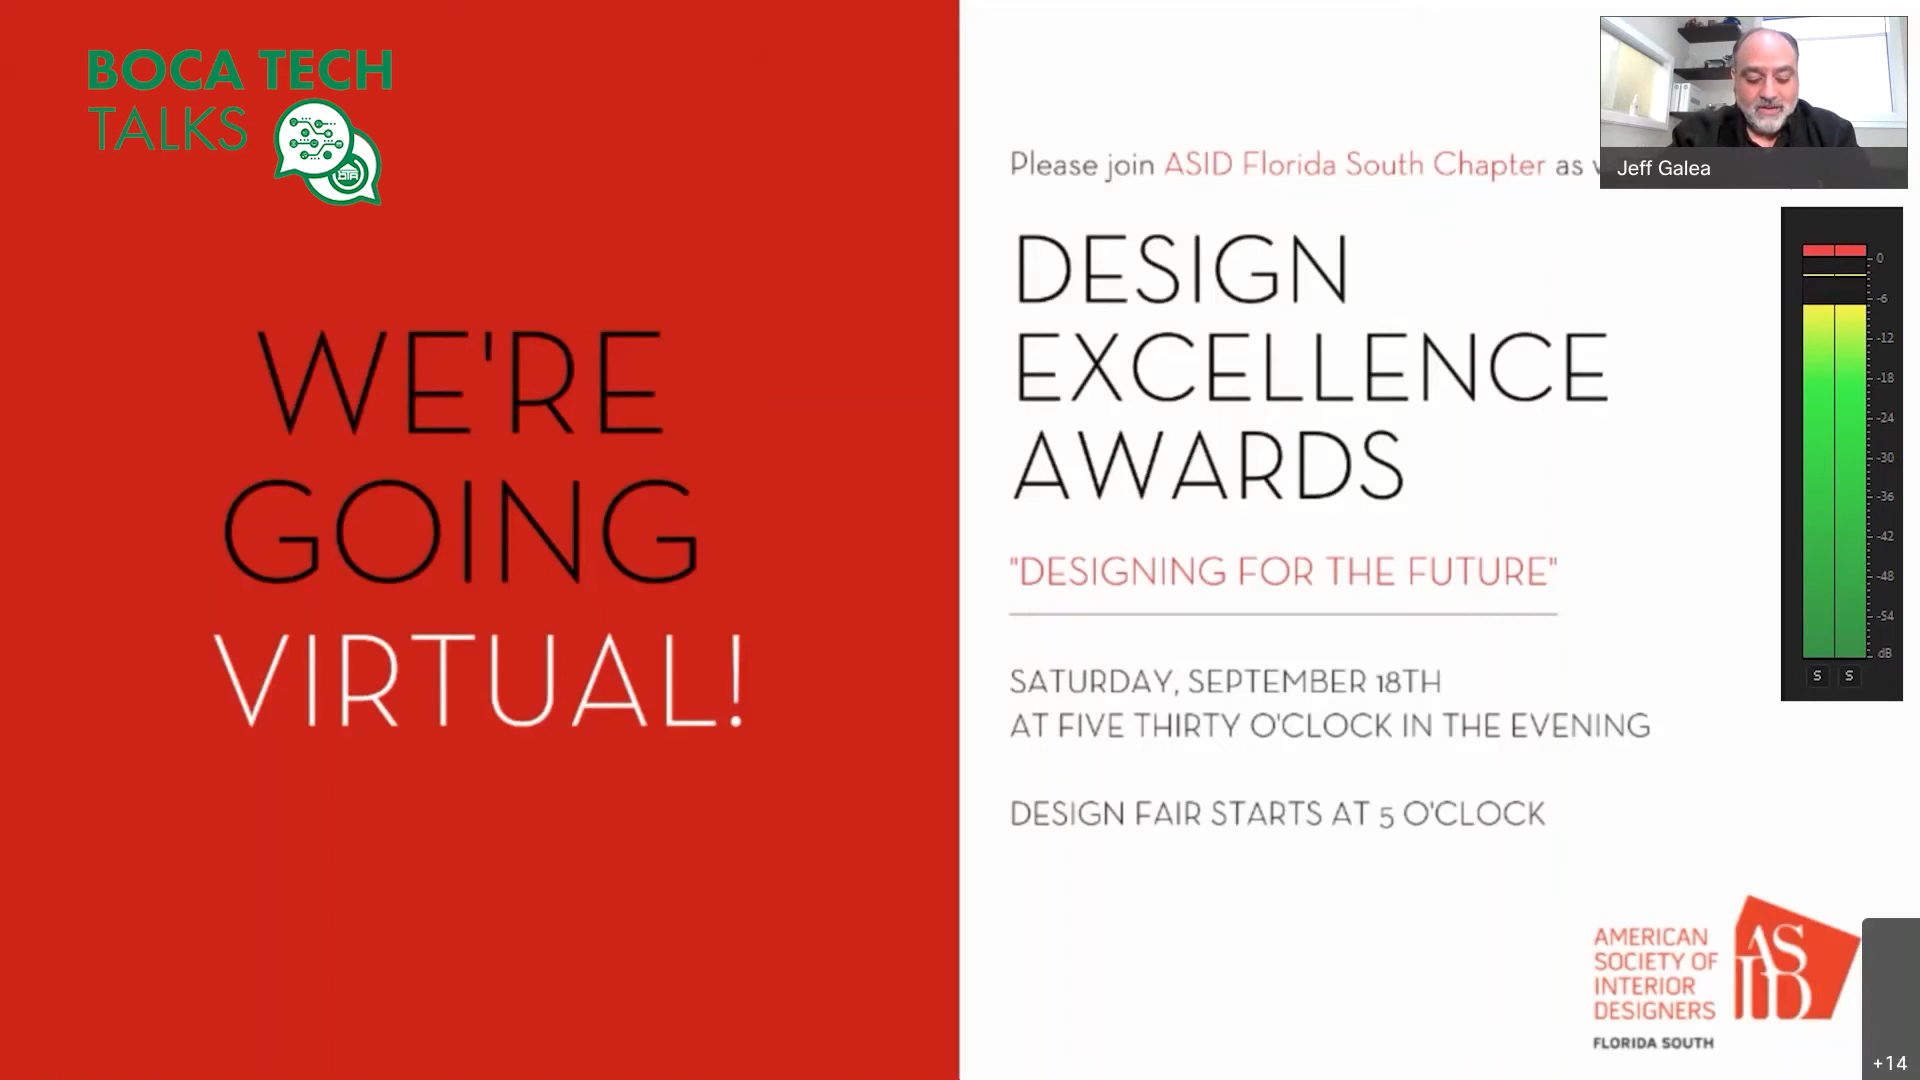 BOCA TECH
TALKS
WE'RE
GOING
VIRTUAL!
Please join ASID Florida South Chapter as
DESIGN
EXCELLENCE
AWARDS
"DESIGNING FOR THE FUTURE"
SATURDAY, SEPTEMBER 18TH
AT FIVE THIRTY O'CLOCK IN THE EVENING
DESIGN FAIR STARTS AT 5 O'CLOCK
AMERICAN
SOCIETY OF
INTERIOR
DESIGNERS
FLORIDA SOUTH
ASID
Jeff Galea
0
-6
-12
-18
-24
-30
-36
-42
-48
-54
dB
S S
+14